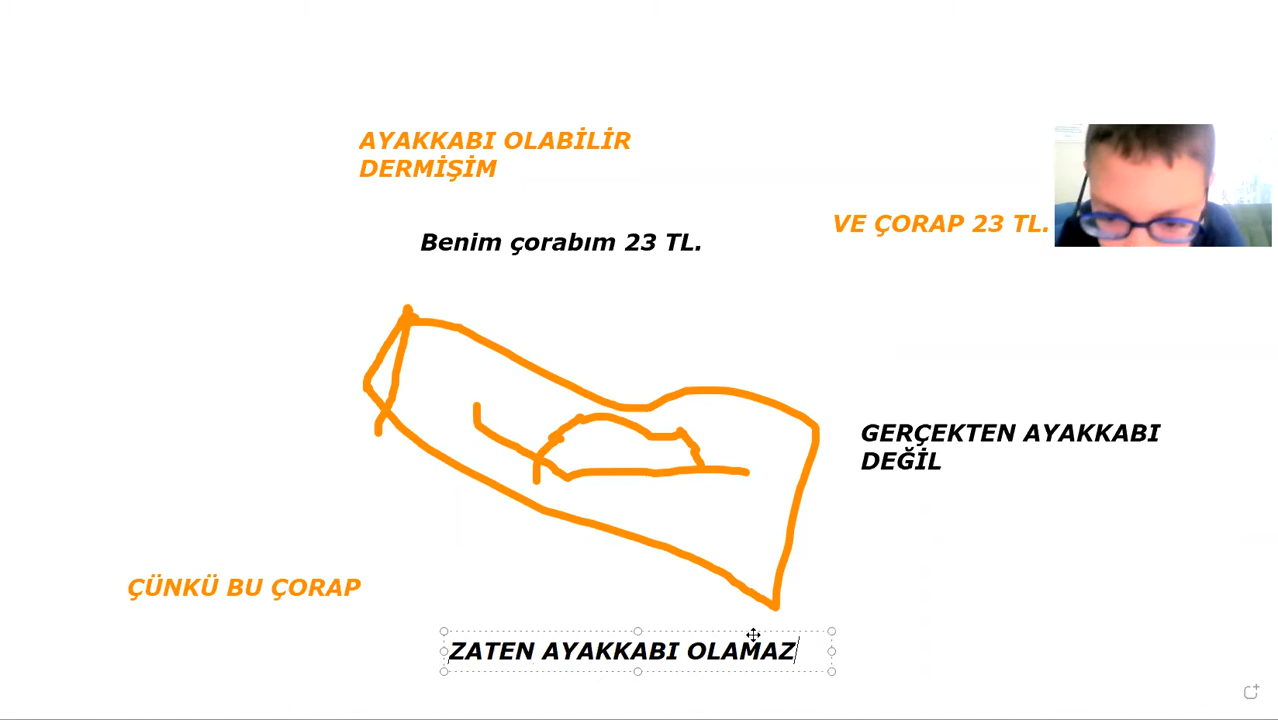 AYAKKABI OLABİLİR
DERMİŞİM
VE ÇORAP 23 TL.
Benim çorabım 23 TL.
GERÇEKTEN AYAKKABI
DEĞİL
ÇÜNKÜ BU ÇORAP
ZATEN AYAKKABI OLAMAZ